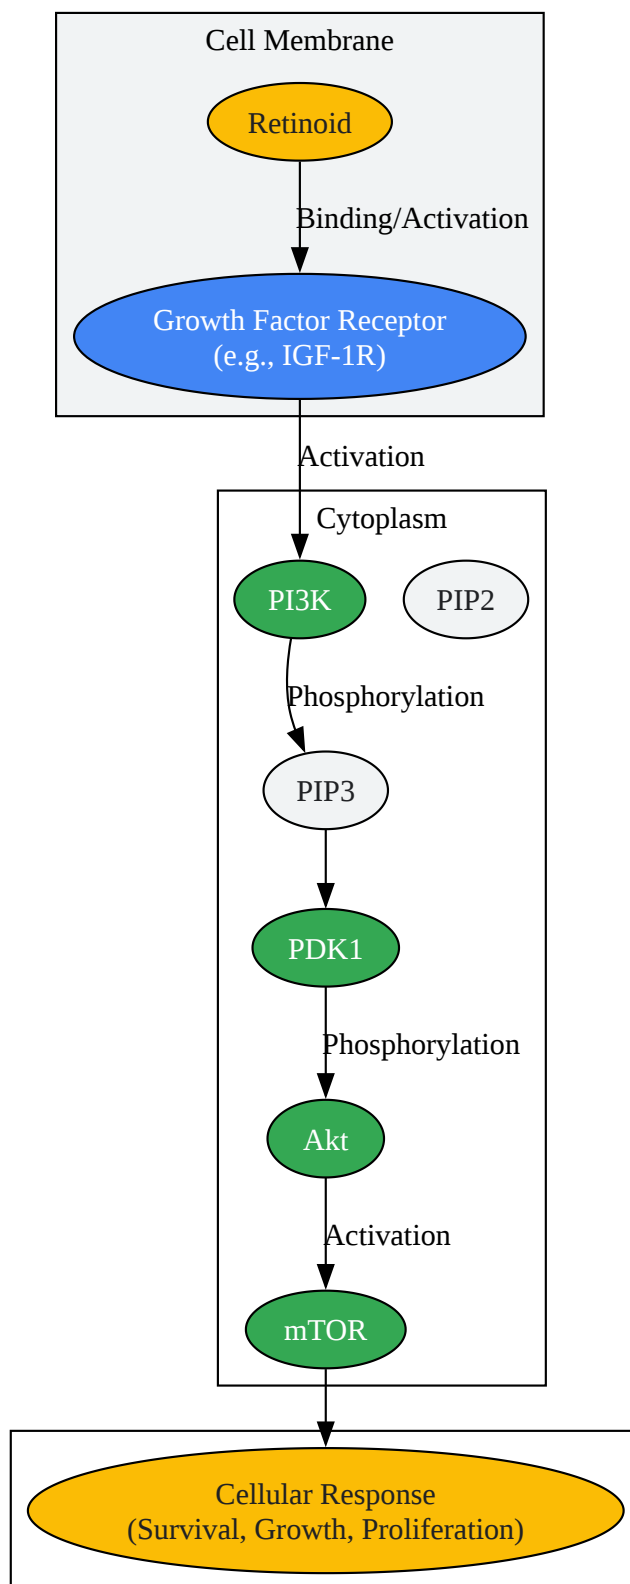 Cell Membrane
Retinoid
Binding/Activation
Growth Factor Receptor
(e.g., IGF-1R)
Activation
Cytoplasm
PI3K
PIP2
Phosphorylation
PIP3
PDK1
Phosphorylation
Akt
Activation
mTOR
Cellular Response
(Survival, Growth, Proliferation)